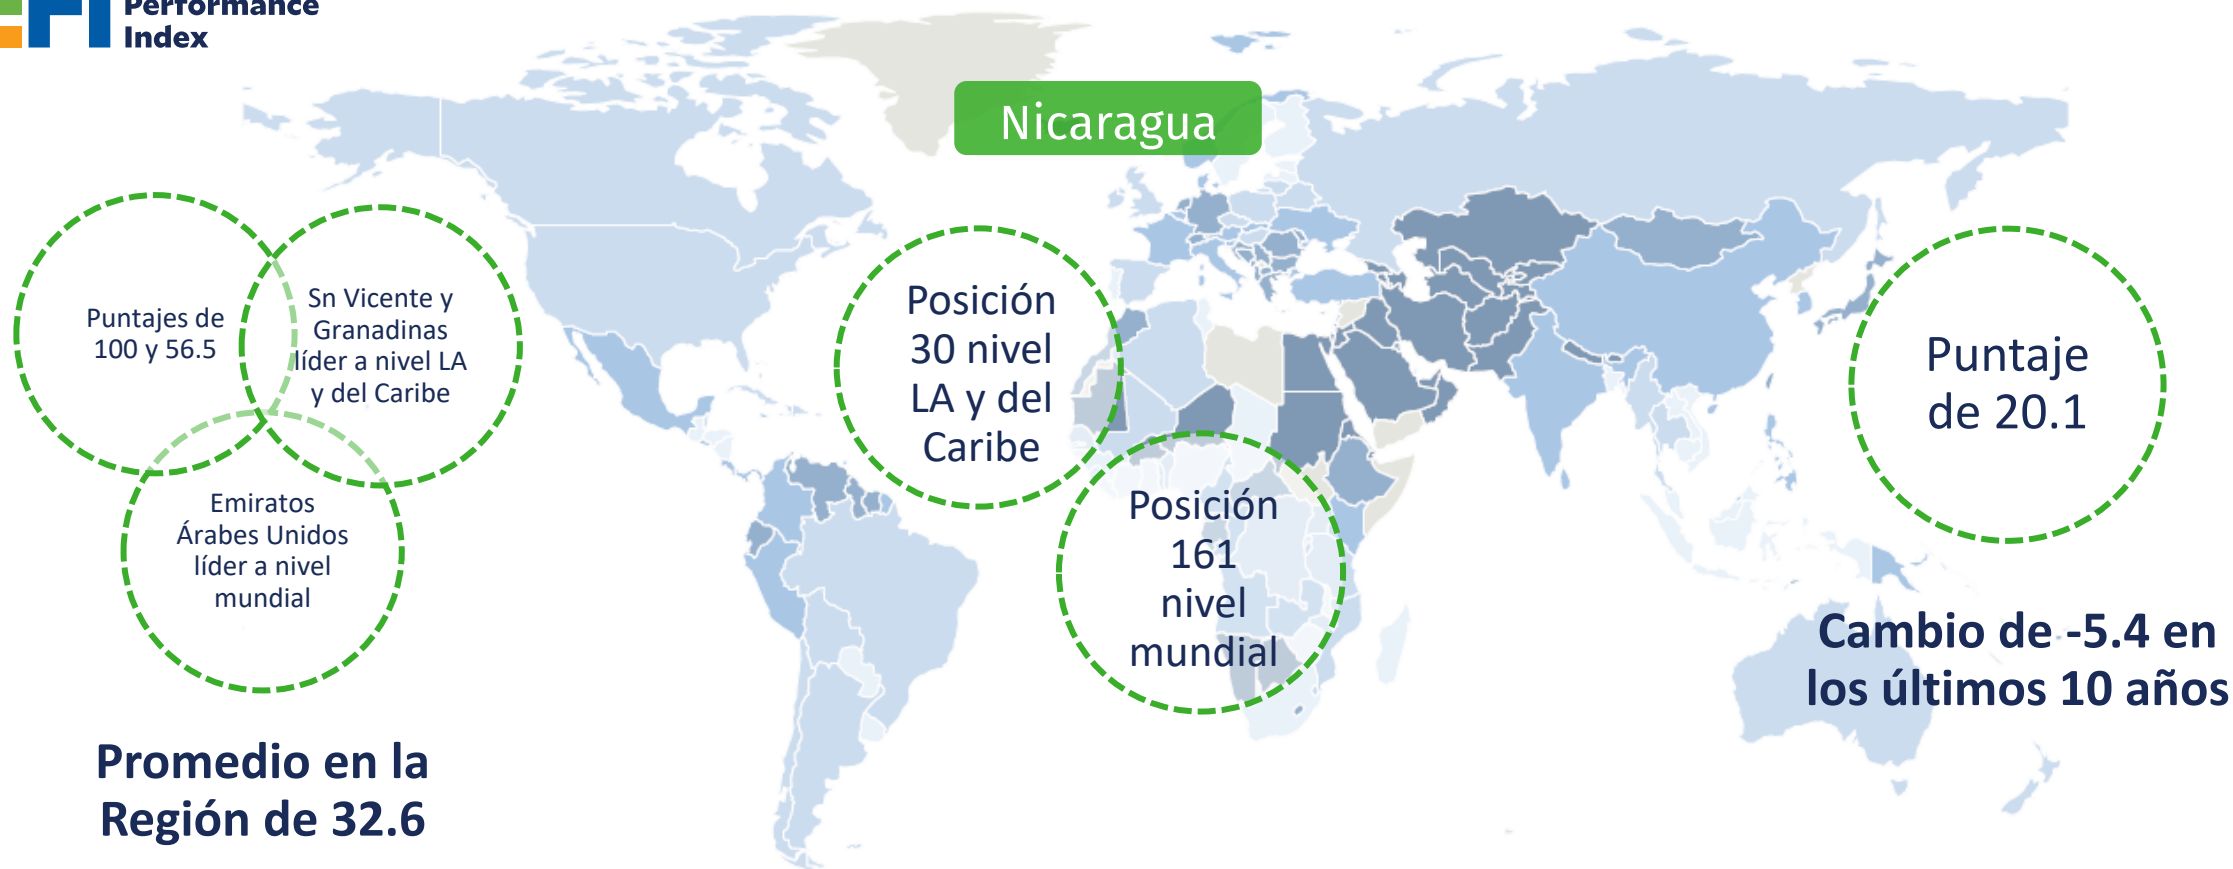 Performance
Index
Nicaragua
Puntajes de
100 y 56.5
Sn Vicente y
Granadinas
líder a nivel LA
y del Caribe
Emiratos
Árabes Unidos
líder a nivel
mundial
Promedio en la
Región de 32.6
Posición
30 nivel
LA y del
Caribe
Posición
161
nivel
mundial
Puntaje
de 20.1
Cambio de -5.4 en
los últimos 10 años